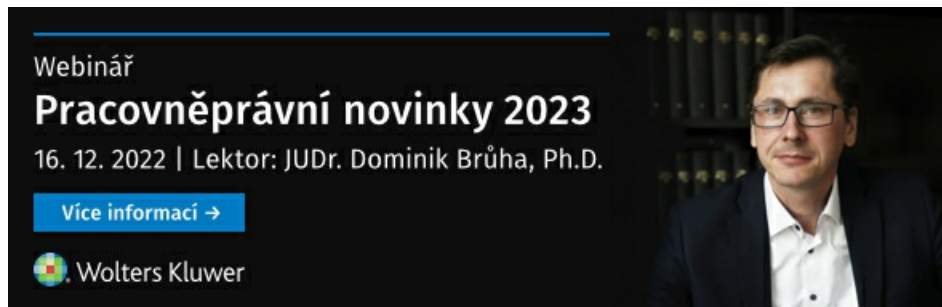 Webinář
Pracovněprávní novinky 2023
16. 12. 2022 | Lektor: JUDr. Dominik Brůha, Ph.D.
Více informací →
Wolters Kluwer